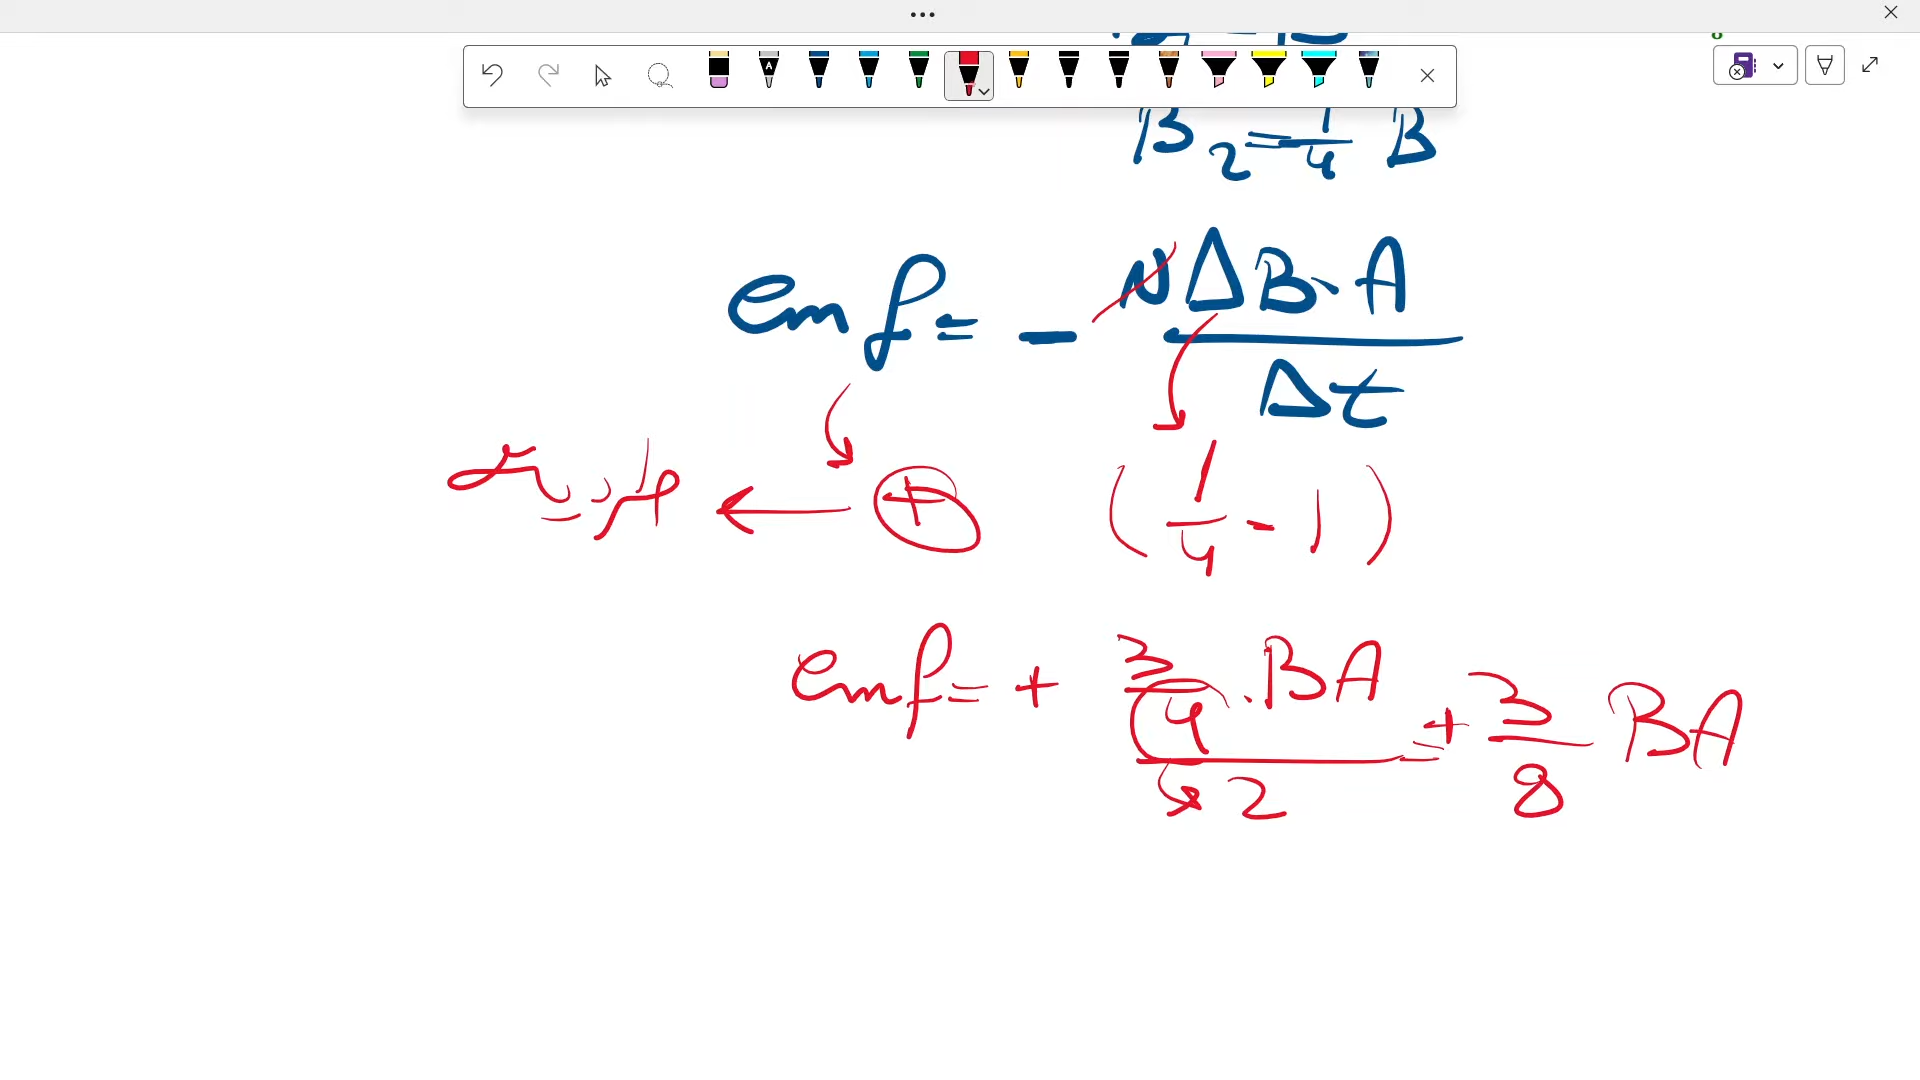 B₂ = 1/4 B
emf = - NΔB·A / Δt
+ (1/4 - 1)
emf = + 3/4 · BA / 2 = + 3/8 BA